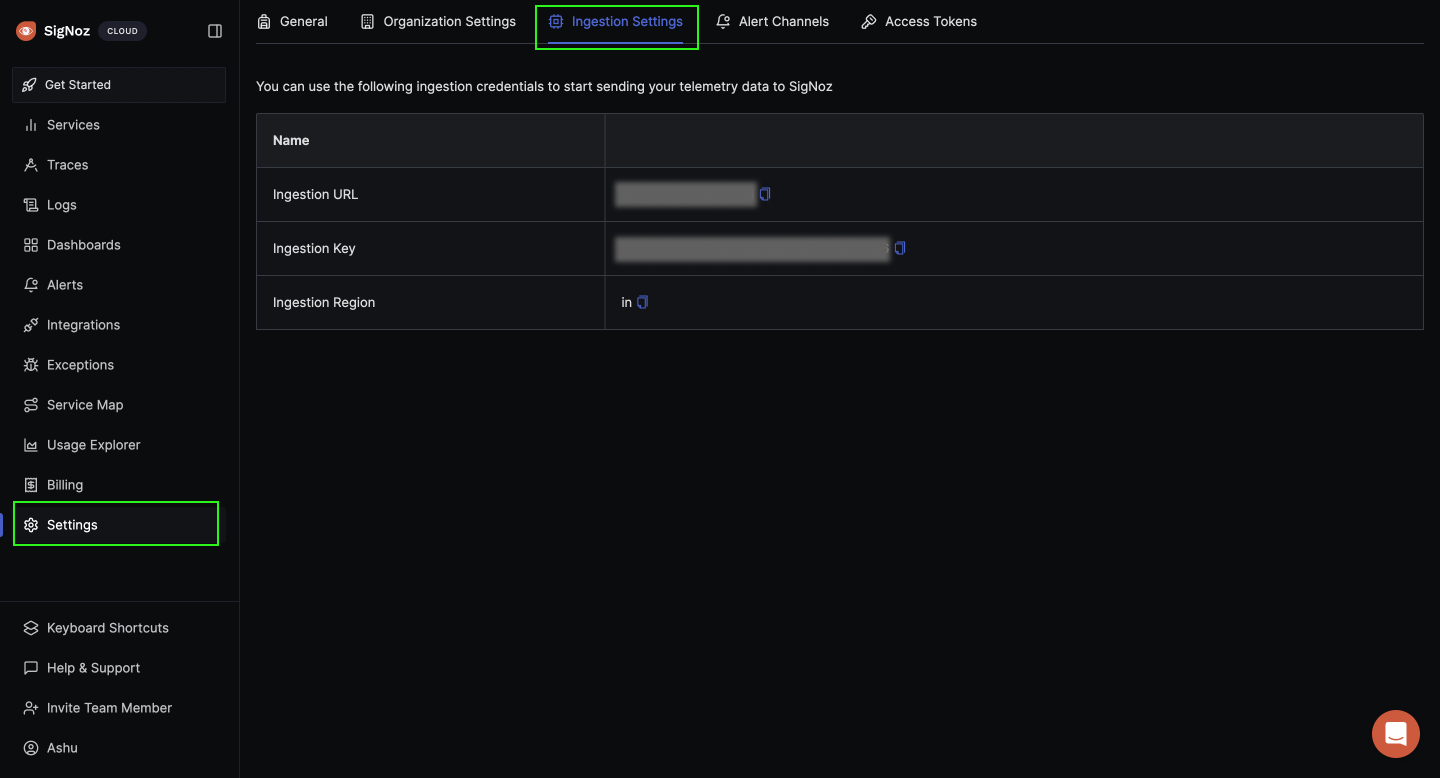 SigNoz CLOUD
General Organization Settings Ingestion Settings Alert Channels Access Tokens
Get Started
Services
Traces
Logs
Dashboards
Alerts
Integrations
Exceptions
Service Map
Usage Explorer
Billing
Settings
Keyboard Shortcuts
Help & Support
Invite Team Member
Ashu
You can use the following ingestion credentials to start sending your telemetry data to SigNoz
Name
Ingestion URL
Ingestion Key
Ingestion Region in